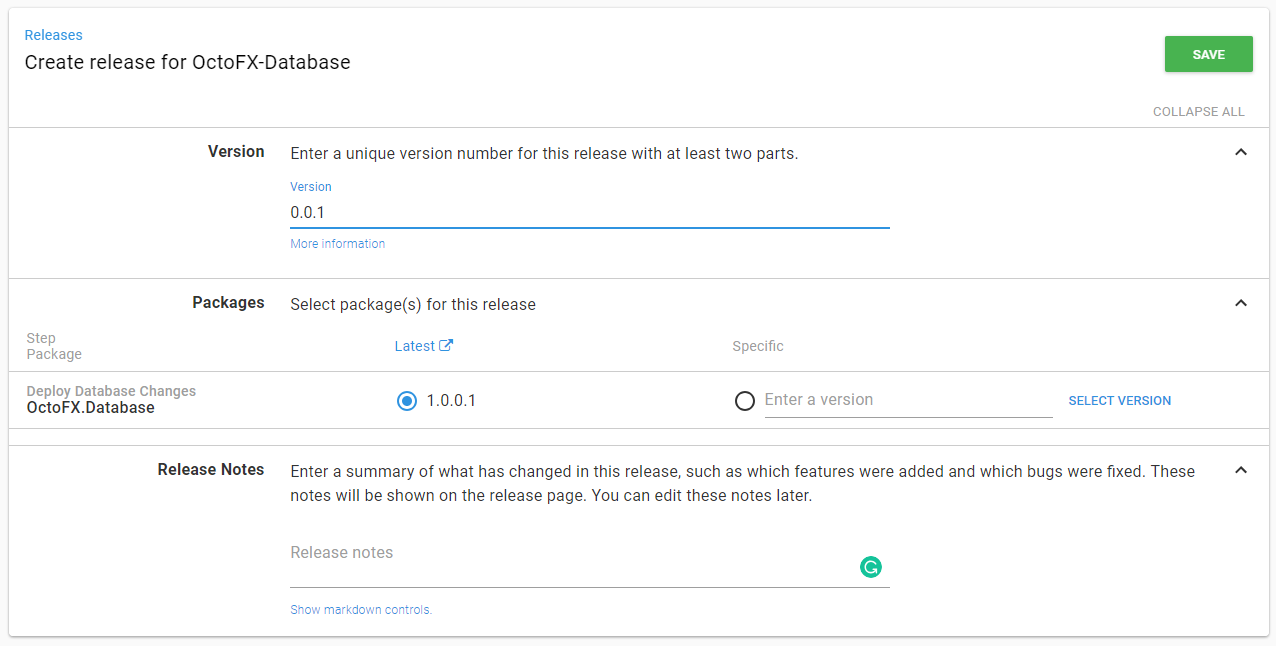 Releases
Create release for OctoFX-Database
SAVE
COLLAPSE ALL
Version
Enter a unique version number for this release with at least two parts.
Version
0.0.1
More information
Packages
Select package(s) for this release
Step
Package
Latest
Specific
Deploy Database Changes
OctoFX.Database
1.0.0.1
Enter a version
SELECT VERSION
Release Notes
Enter a summary of what has changed in this release, such as which features were added and which bugs were fixed. These
notes will be shown on the release page. You can edit these notes later.
Release notes
Show markdown controls.